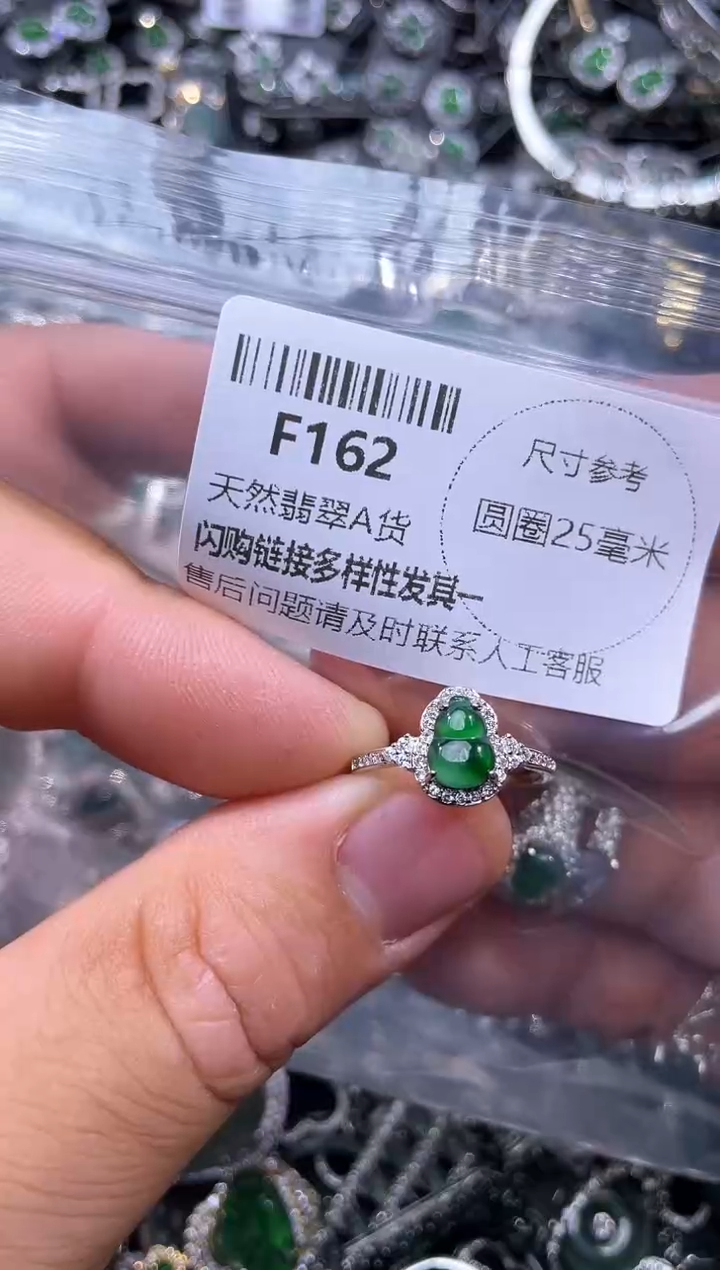 F162
天然翡翠A货
闪购链接多样性发其一
售后问题请及时联系人工客服
尺寸参考
圆圈25毫米